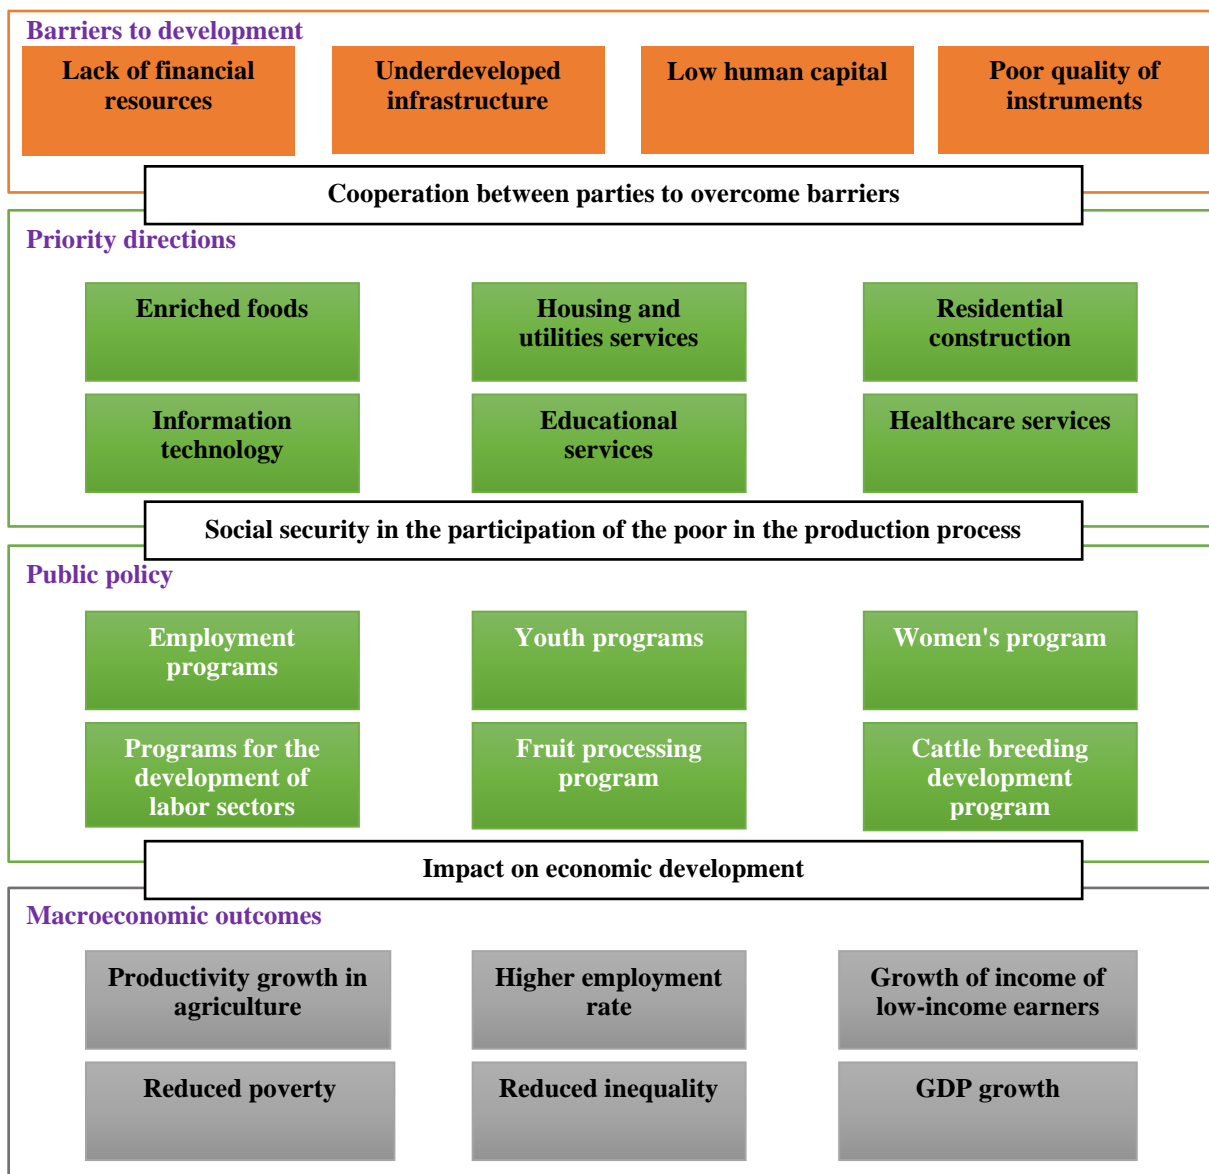 Barriers to development
Lack of financial
resources
Underdeveloped
infrastructure
Low human capital
Poor quality of
instruments
Cooperation between parties to overcome barriers
Priority directions
Enriched foods
Housing and
utilities services
Residential
construction
Information
technology
Educational
services
Healthcare services
Social security in the participation of the poor in the production process
Public policy
Employment
programs
Youth programs
Women's program
Programs for the
development of
labor sectors
Fruit processing
program
Cattle breeding
development
program
Impact on economic development
Macroeconomic outcomes
Productivity growth in
agriculture
Higher employment
rate
Growth of income of
low-income earners
Reduced poverty
Reduced inequality
GDP growth